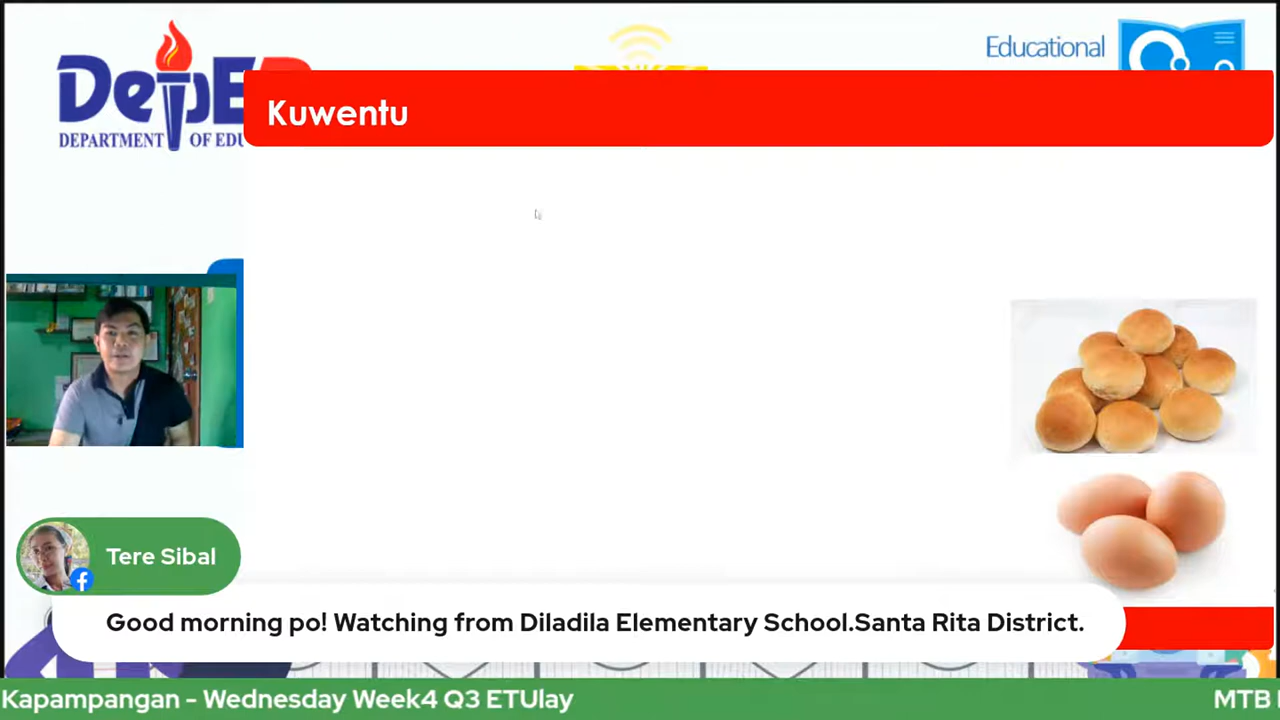 DepE
DEPARTMENT OF EDU
Educational
Kuwentu
Tere Sibal
Good morning po! Watching from Diladila Elementary School.Santa Rita District.
Kapampangan - Wednesday Week4 Q3 ETUlay
MTB